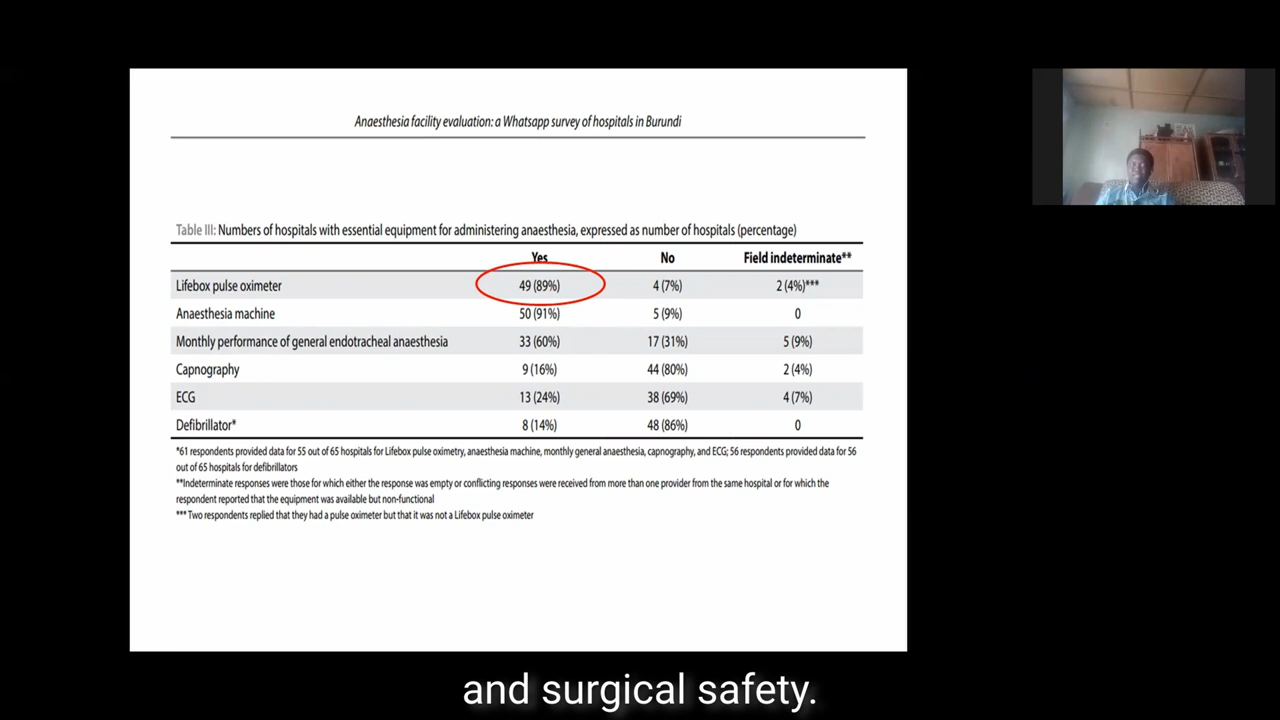 Anaesthesia facility evaluation: a Whatsapp survey of hospitals in Burundi
Table III: Numbers of hospitals with essential equipment for administering anaesthesia, expressed as number of hospitals (percentage)
Yes No Field indeterminate**
Lifebox pulse oximeter 49 (89%) 4 (7%) 2 (4%)***
Anaesthesia machine 50 (91%) 5 (9%) 0
Monthly performance of general endotracheal anaesthesia 33 (60%) 17 (31%) 5 (9%)
Capnography 9 (16%) 44 (80%) 2 (4%)
ECG 13 (24%) 38 (69%) 4 (7%)
Defibrillator* 8 (14%) 48 (86%) 0
*61 respondents provided data for 55 out of 65 hospitals for Lifebox pulse oximetry, anaesthesia machine, monthly general anaesthesia, capnography, and ECG; 56 respondents provided data for 56
out of 65 hospitals for defibrillators
**Indeterminate responses were those for which either the response was empty or conflicting responses were received from more than one provider from the same hospital or for which the
respondent reported that the equipment was available but non-functional
*** Two respondents replied that they had a pulse oximeter but that it was not a Lifebox pulse oximeter
and surgical safety.